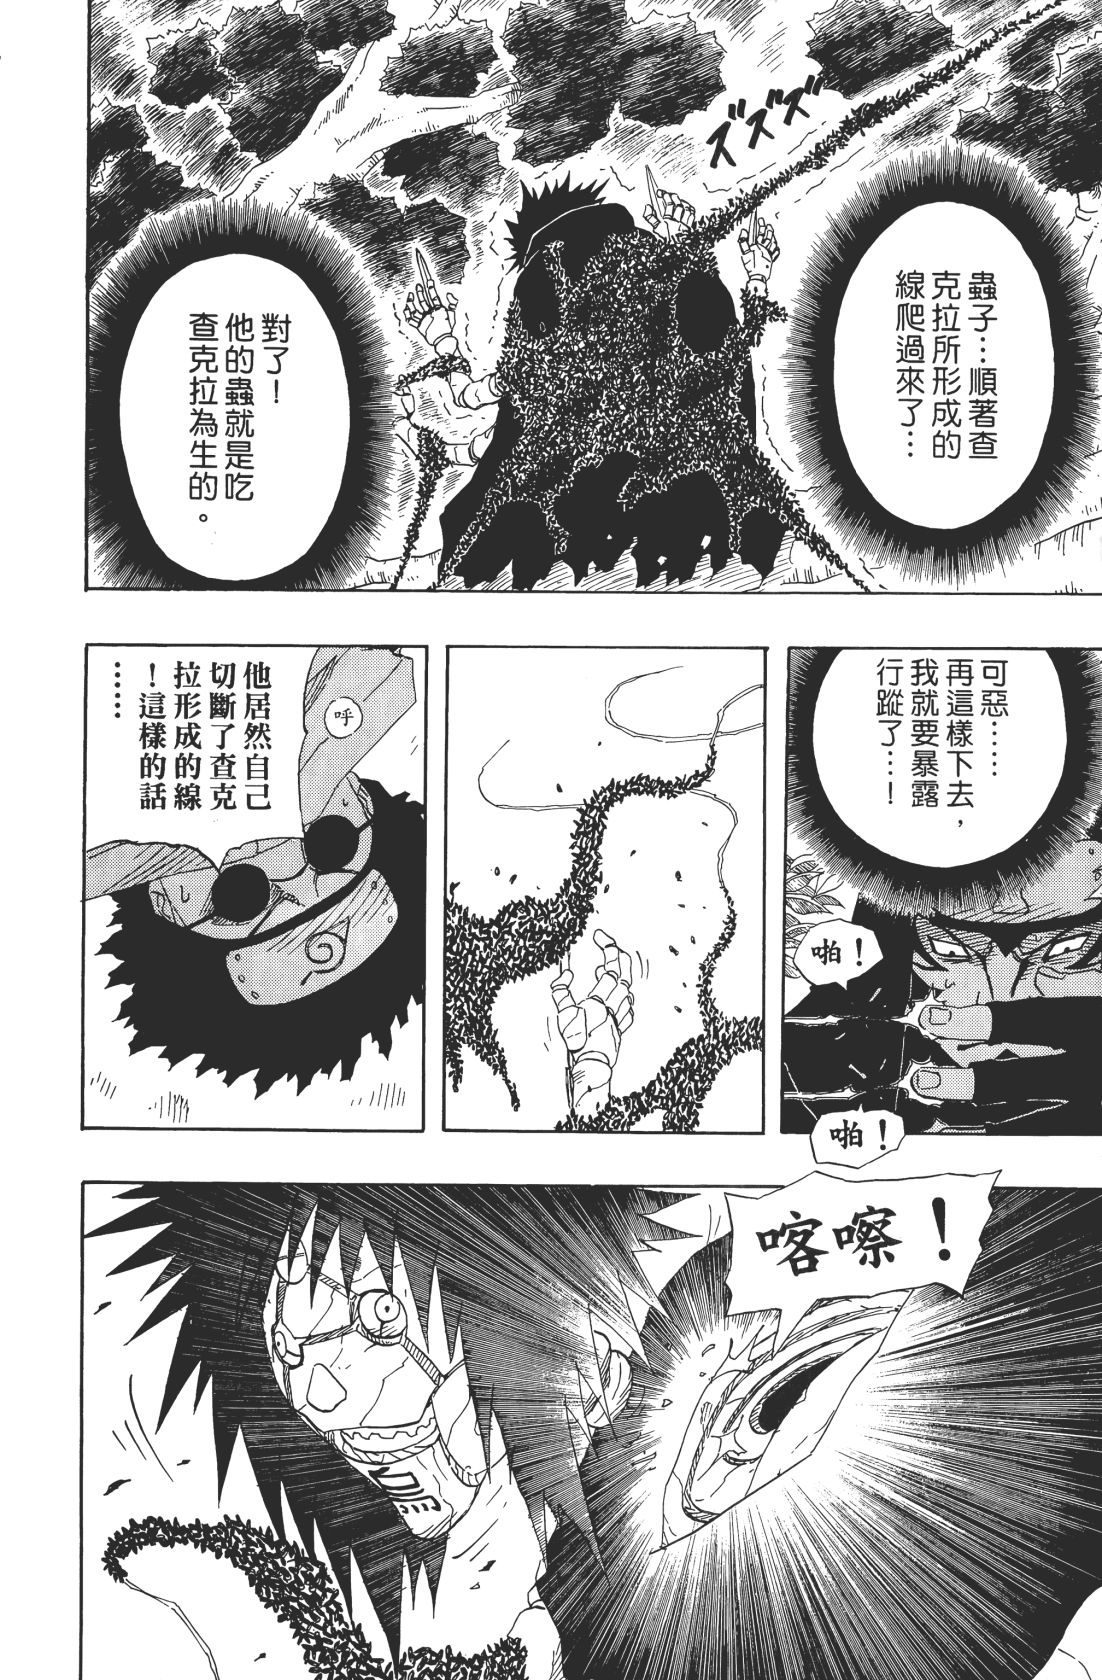 ズズズ
蟲子…順著查
克拉所形成的
線爬過來了…
對了！
他的蟲就是吃
查克拉為生的。
可惡……
再這樣下去，
我就要暴露
行蹤了…！
啪！
啪！
呼
他居然自己
切斷了查克
拉形成的線
！這樣的話
……
喀嚓！